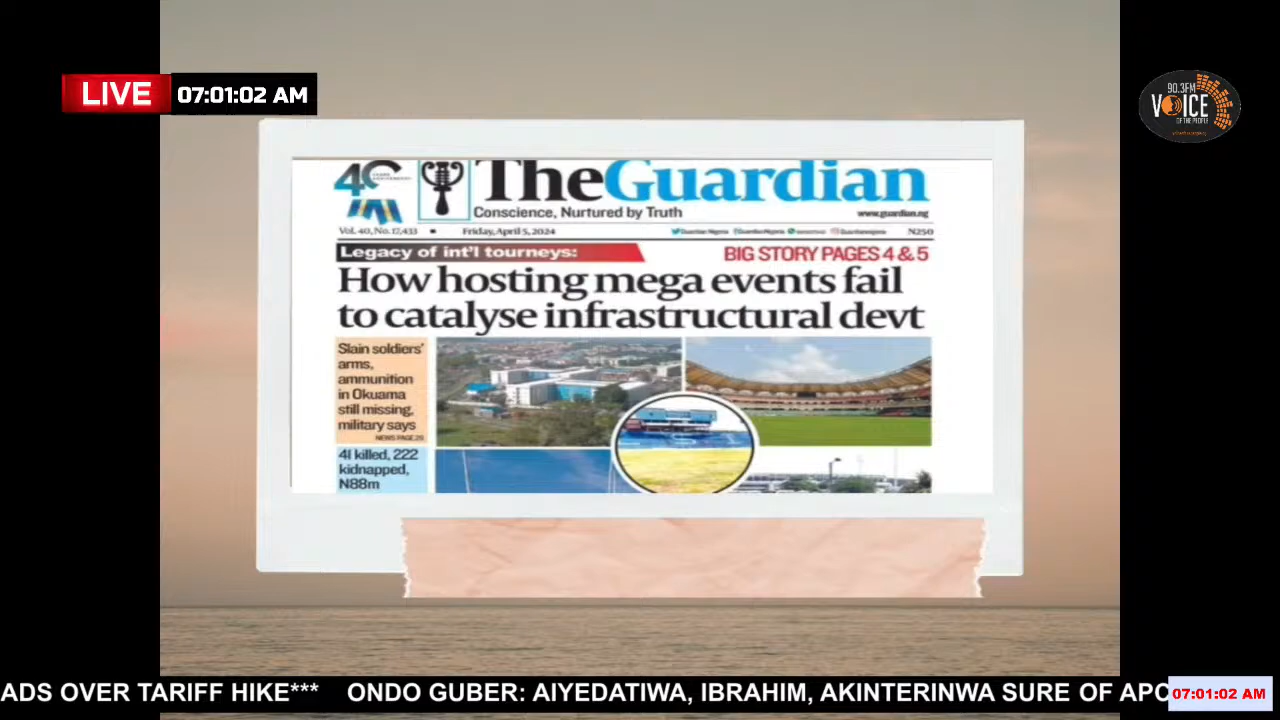 LIVE 07:01:02 AM
90.3FM
VOICE
OF THE PEOPLE
40
TheGuardian
Conscience, Nurtured by Truth
www.guardian.ng
Vol. 40, No. 17,433 • Friday, April 5, 2024
N250
Legacy of int'l tourneys:
BIG STORY PAGES 4 & 5
How hosting mega events fail
to catalyse infrastructural devt
Slain soldiers'
arms,
ammunition
in Okuama
still missing,
military says
41 killed, 222
kidnapped,
N88m
ADS OVER TARIFF HIKE*** ONDO GUBER: AIYEDATIWA, IBRAHIM, AKINTERINWA SURE OF APC
07:01:02 AM